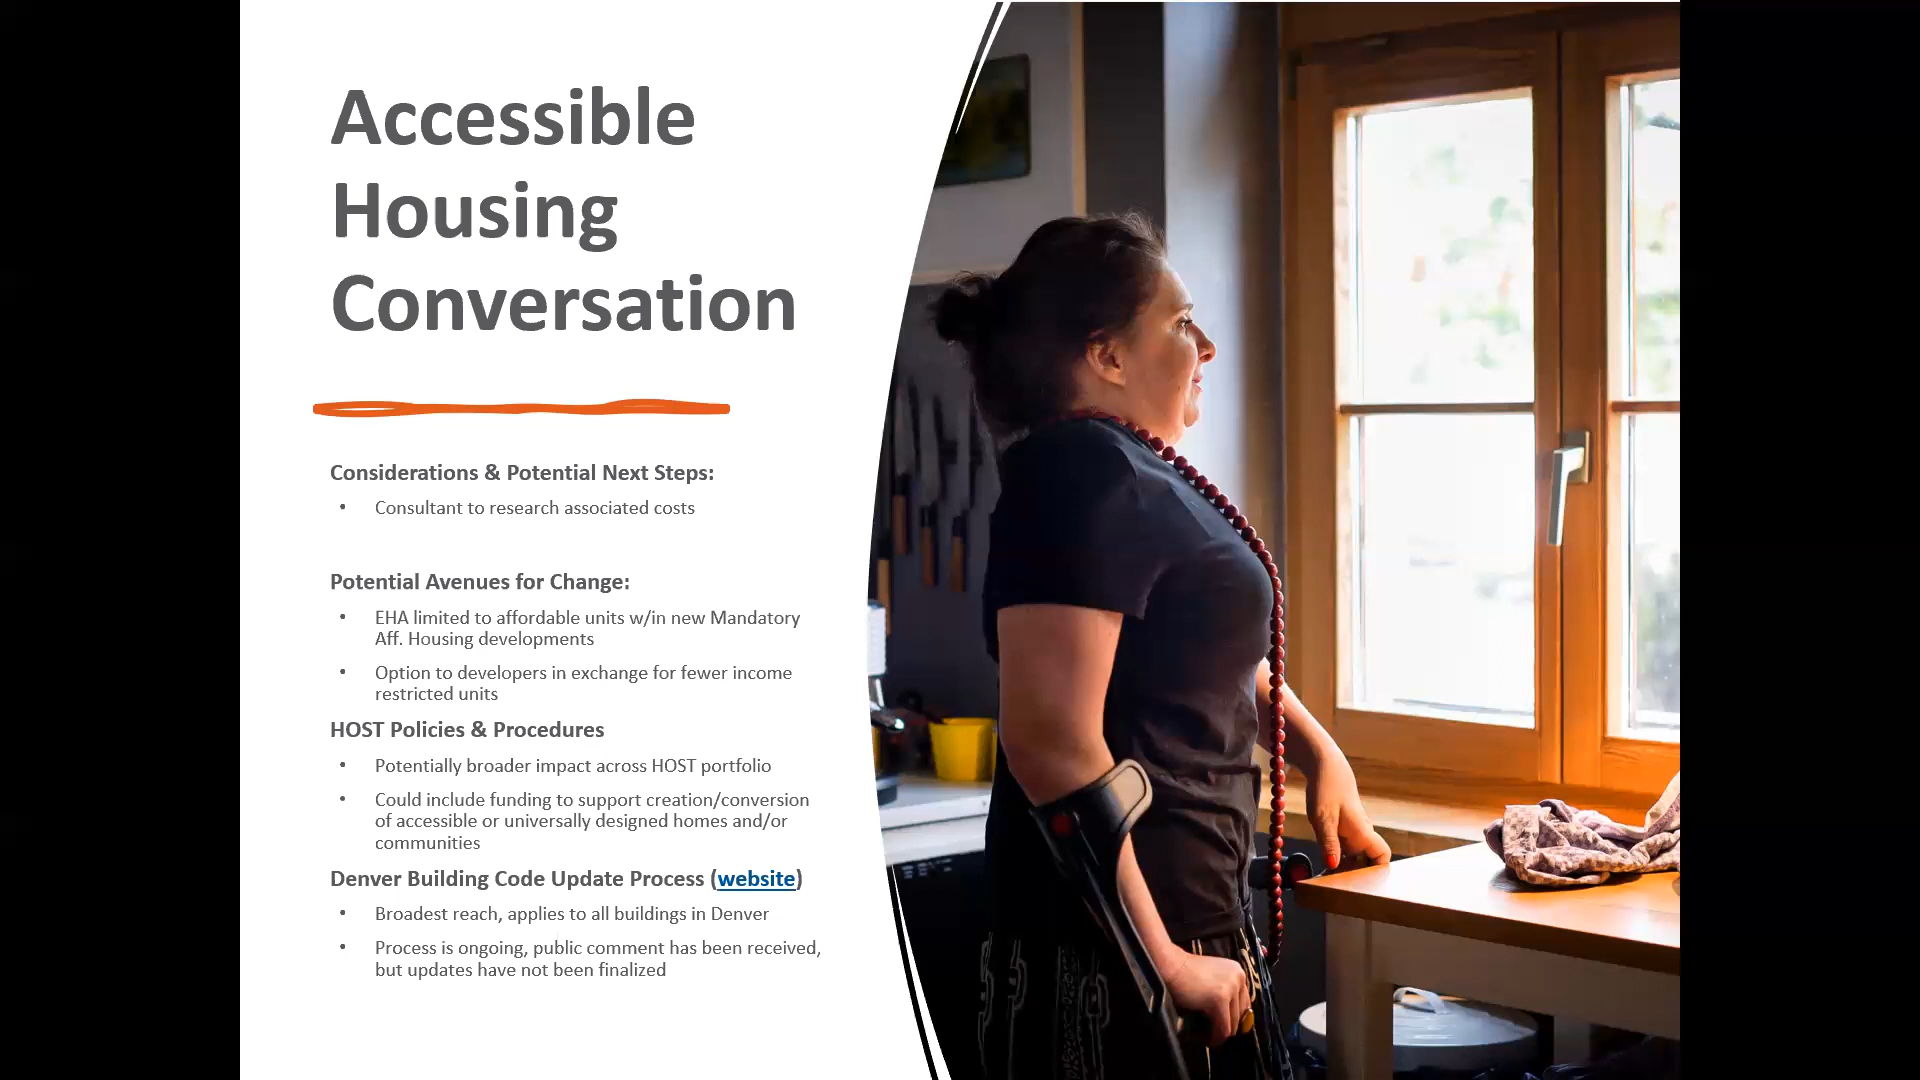 Accessible
Housing
Conversation
Considerations & Potential Next Steps:
• Consultant to research associated costs
Potential Avenues for Change:
• EHA limited to affordable units w/in new Mandatory
Aff. Housing developments
• Option to developers in exchange for fewer income
restricted units
HOST Policies & Procedures
• Potentially broader impact across HOST portfolio
• Could include funding to support creation/conversion
of accessible or universally designed homes and/or
communities
Denver Building Code Update Process (website)
• Broadest reach, applies to all buildings in Denver
• Process is ongoing, public comment has been received,
but updates have not been finalized